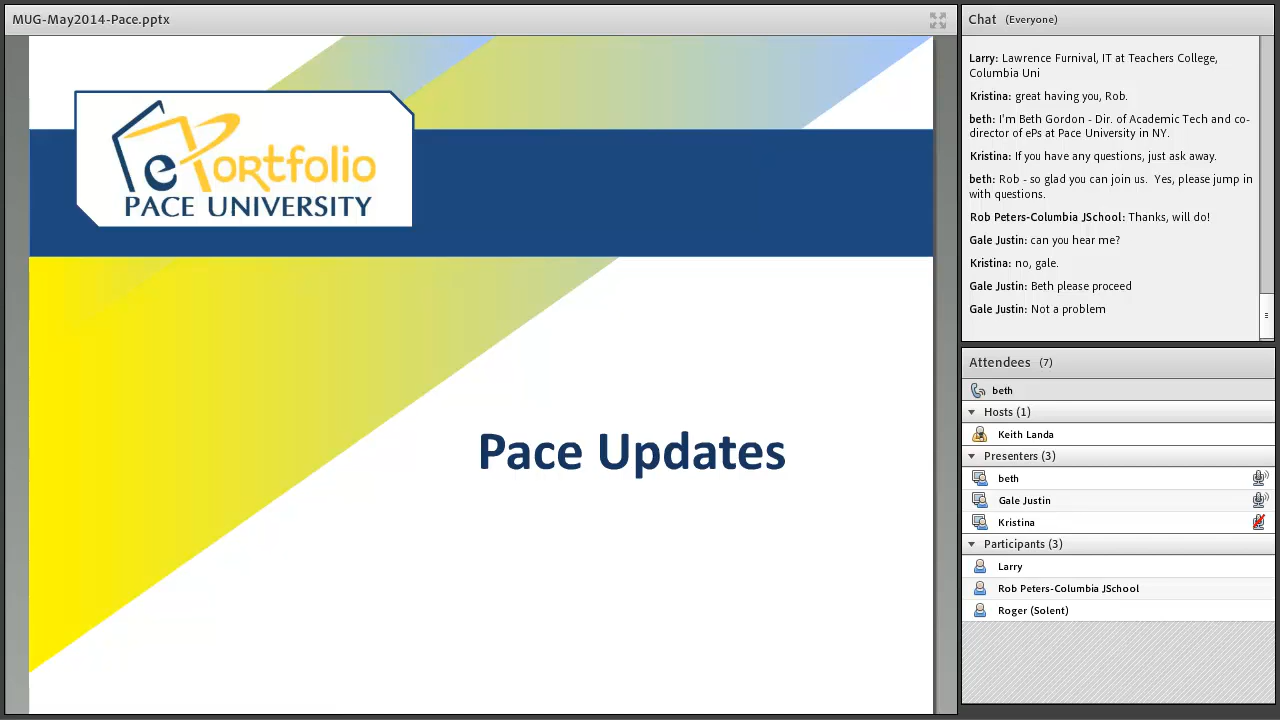 MUG-May2014-Pace.pptx
ePortfolio
PACE UNIVERSITY
Pace Updates
Chat (Everyone)
Larry: Lawrence Furnival, IT at Teachers College,
Columbia Uni
Kristina: great having you, Rob.
beth: I'm Beth Gordon - Dir. of Academic Tech and co-
director of ePs at Pace University in NY.
Kristina: If you have any questions, just ask away.
beth: Rob - so glad you can join us.  Yes, please jump in
with questions.
Rob Peters-Columbia JSchool: Thanks, will do!
Gale Justin: can you hear me?
Kristina: no, gale.
Gale Justin: Beth please proceed
Gale Justin: Not a problem
Attendees (7)
beth
Hosts (1)
Keith Landa
Presenters (3)
beth
Gale Justin
Kristina
Participants (3)
Larry
Rob Peters-Columbia JSchool
Roger (Solent)